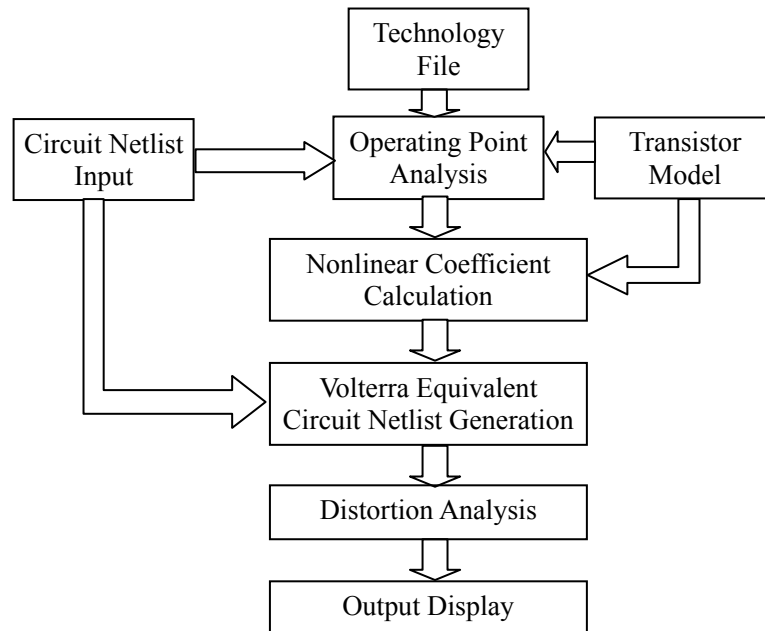 Technology
File
Circuit Netlist
Input
Operating Point
Analysis
Transistor
Model
Nonlinear Coefficient
Calculation
Volterra Equivalent
Circuit Netlist Generation
Distortion Analysis
Output Display